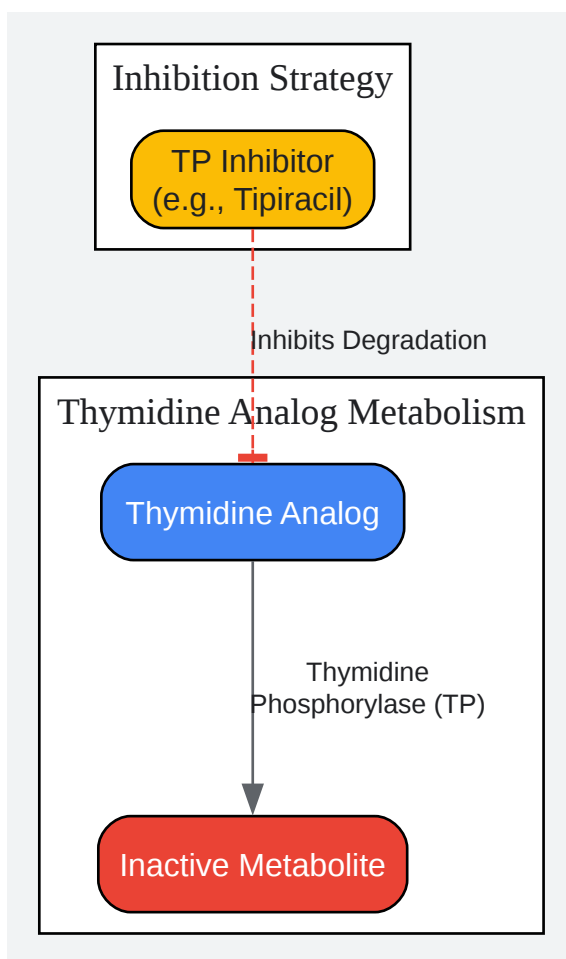 Inhibition Strategy
TP Inhibitor
(e.g., Tipiracil)
Inhibits Degradation
Thymidine Analog Metabolism
Thymidine Analog
Thymidine
Phosphorylase (TP)
Inactive Metabolite